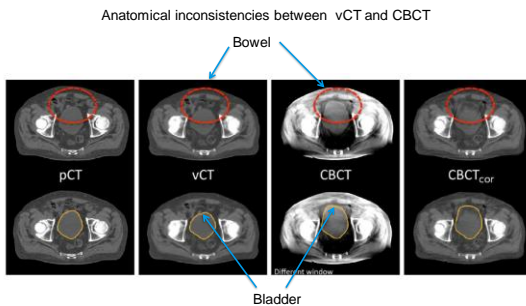 Anatomical inconsistencies between vCT and CBCT
Bowel
pCT
vCT
CBCT
CBCTcor
Different window
Bladder